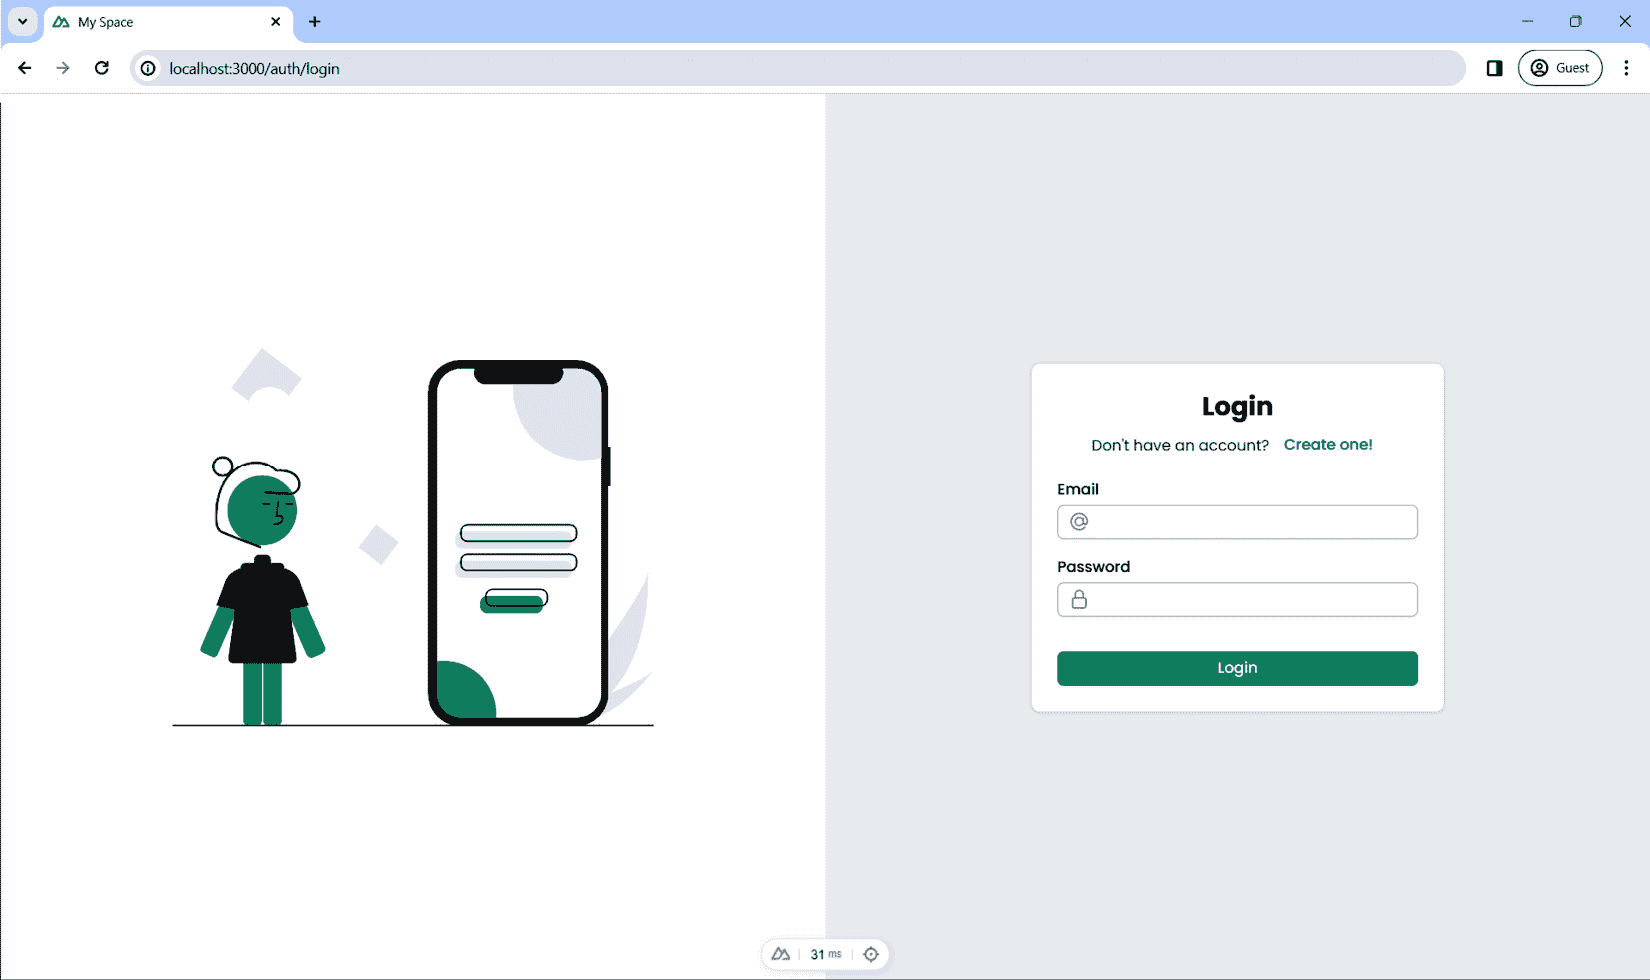 My Space
localhost:3000/auth/login
Guest
Login
Don't have an account? Create one!
Email
Password
Login
31 ms